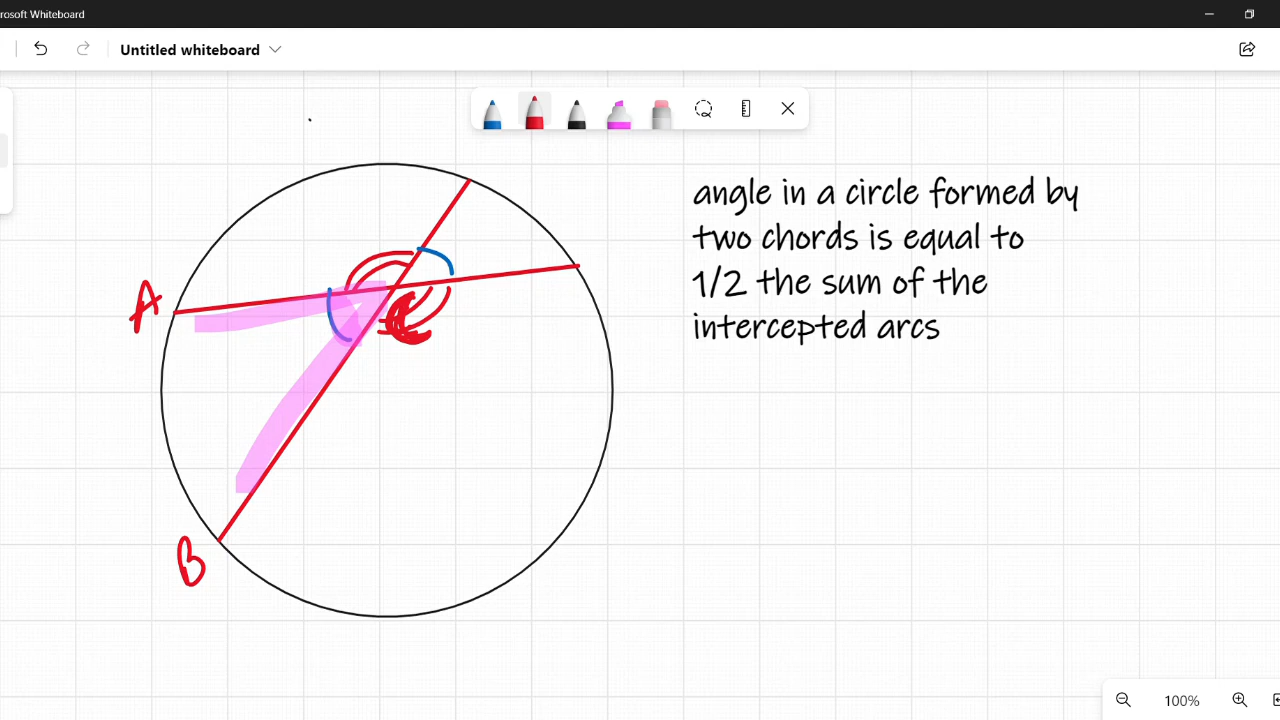 rosoft Whiteboard
Untitled whiteboard
angle in a circle formed by
two chords is equal to
1/2 the sum of the
intercepted arcs
A
B
100%